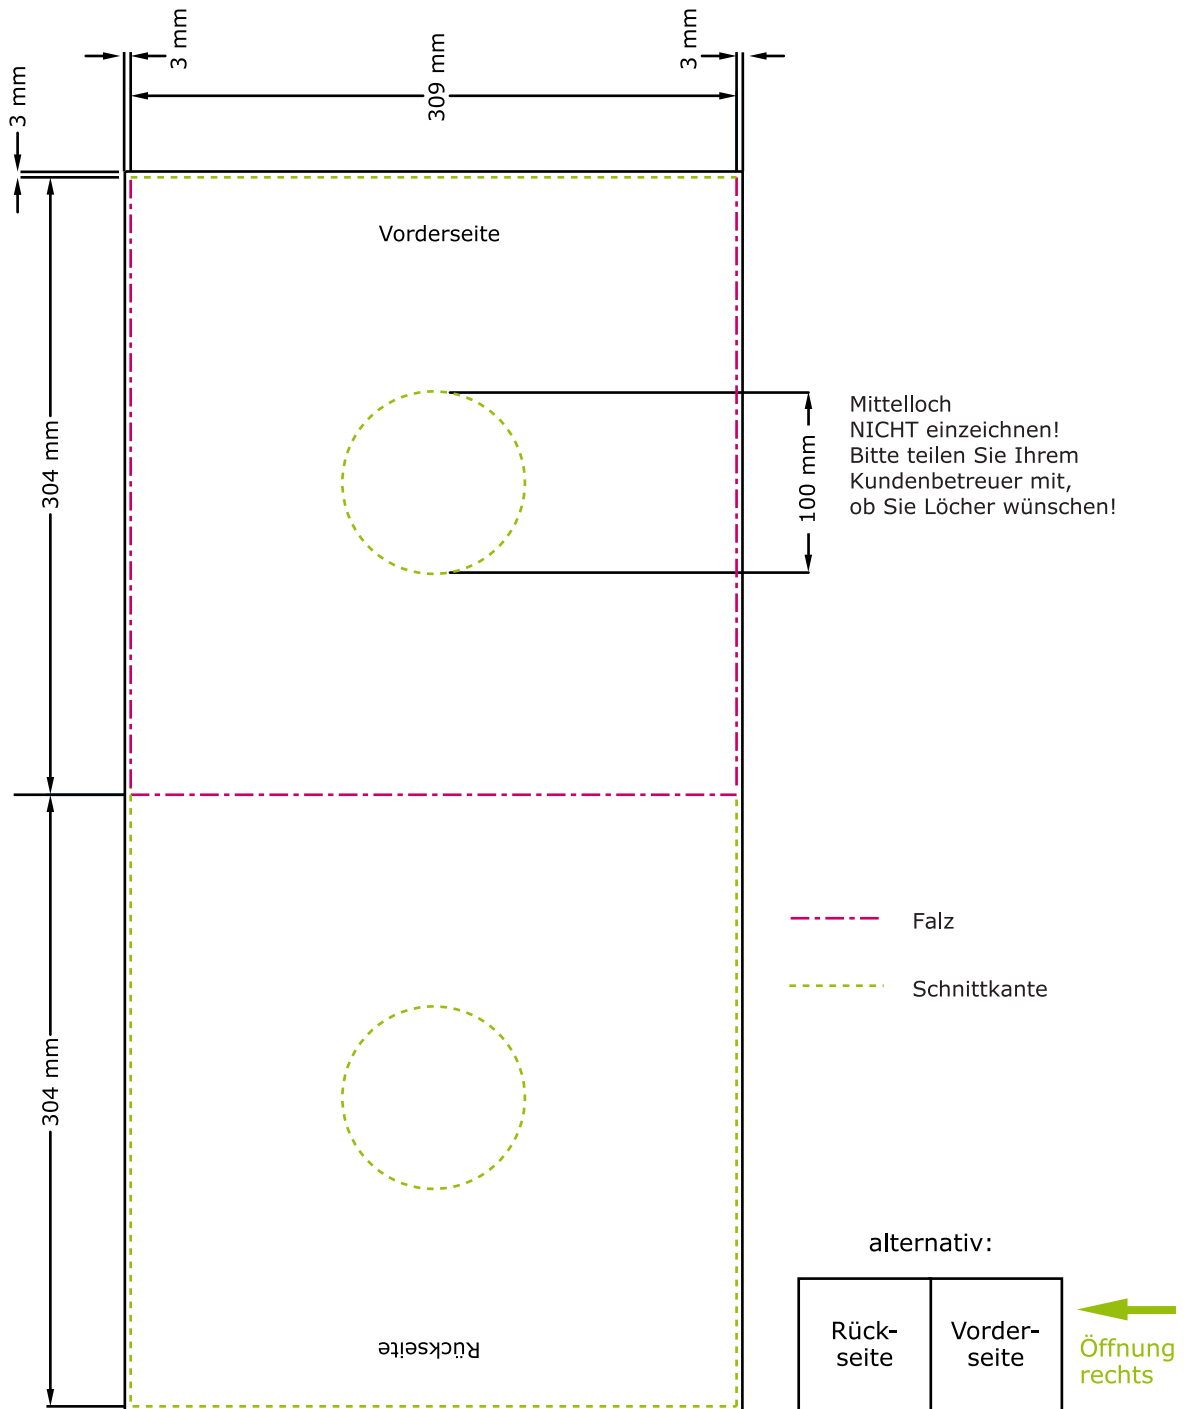 3 mm
3 mm
309 mm
3 mm
Vorderseite
304 mm
100 mm
Mittelloch
NICHT einzeichnen!
Bitte teilen Sie Ihrem
Kundenbetreuer mit,
ob Sie Löcher wünschen!
Falz
Schnittkante
304 mm
Rückseite
alternativ:
Rück-
seite
Vorder-
seite
Öffnung
rechts